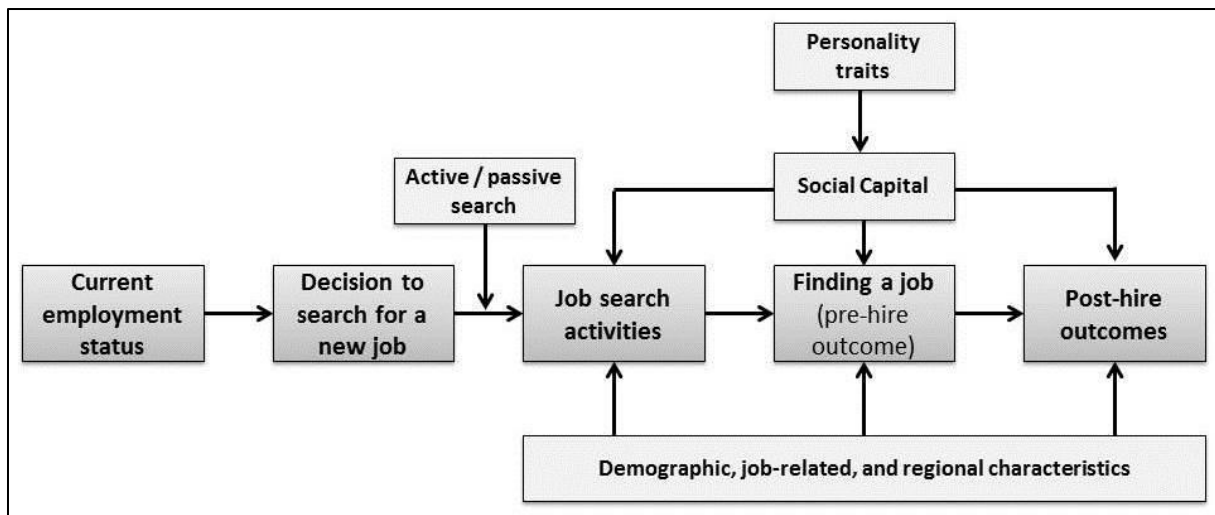 Personality
traits
Active / passive
search
Social Capital
Current
employment
status
Decision to
search for a
new job
Job search
activities
Finding a job
(pre-hire
outcome)
Post-hire
outcomes
Demographic, job-related, and regional characteristics